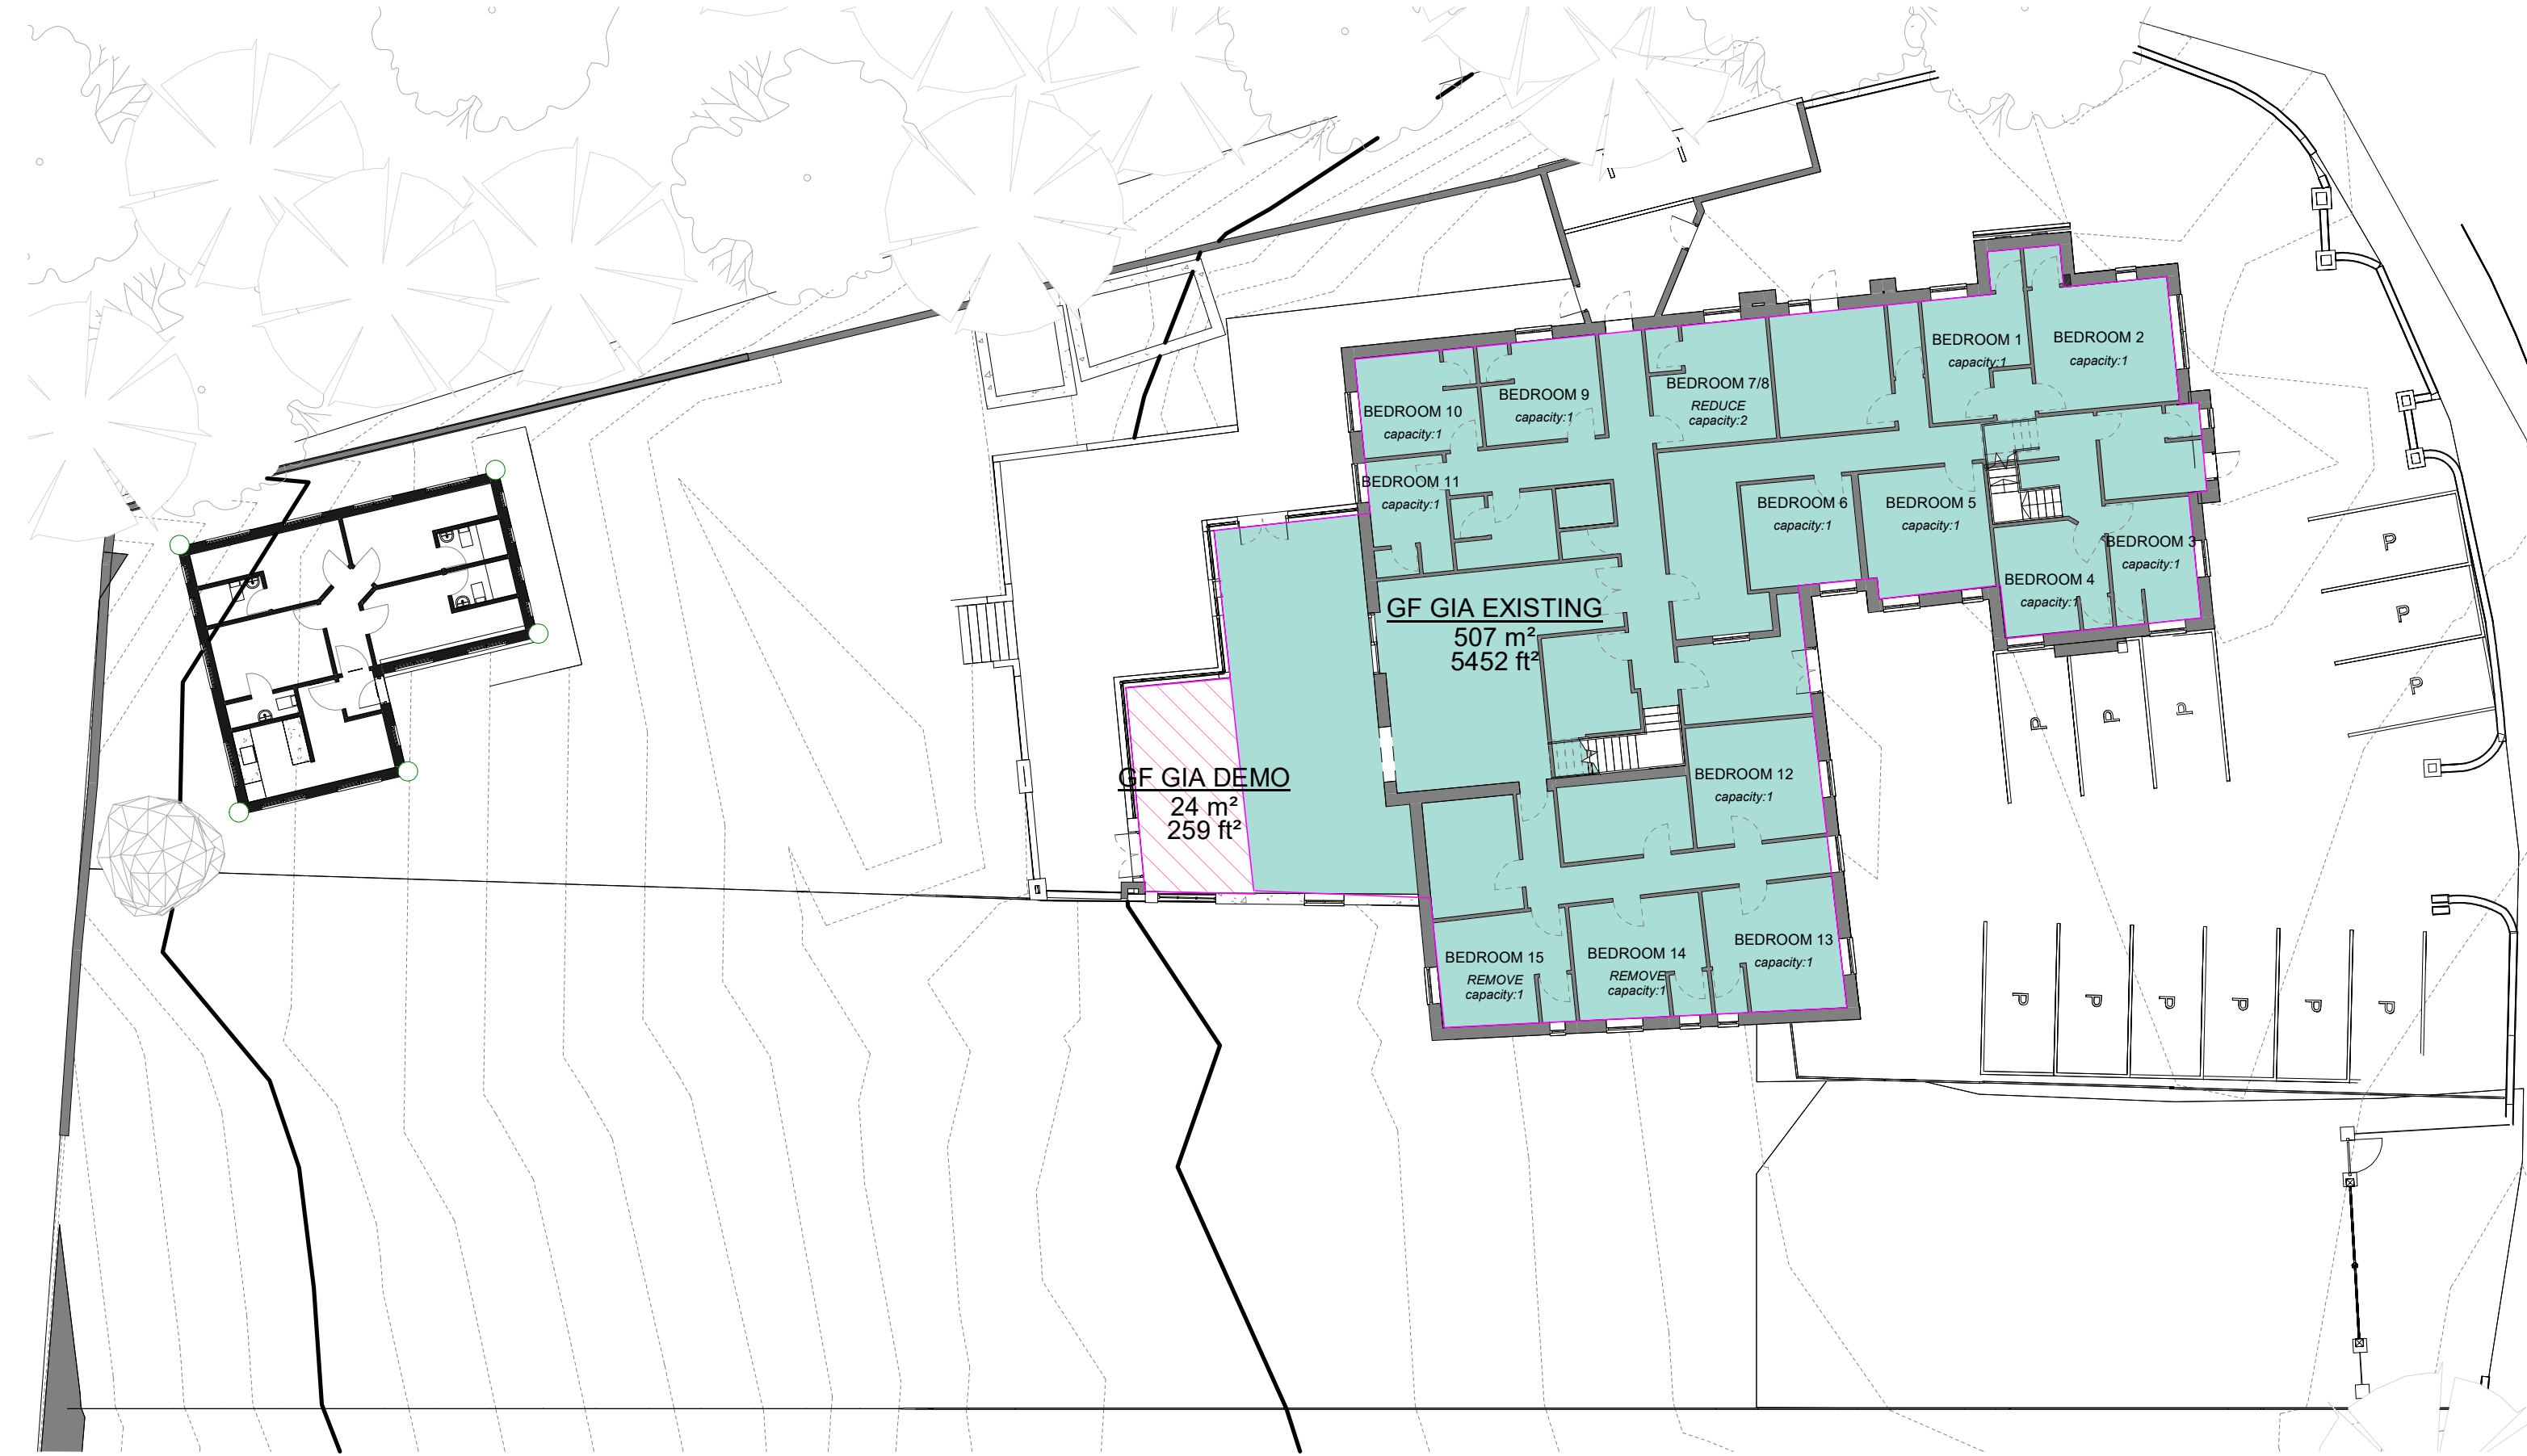 BEDROOM 1
capacity:1
BEDROOM 2
capacity:1
BEDROOM 7/8
REDUCE
capacity:2
BEDROOM 9
capacity:1
BEDROOM 10
capacity:1
BEDROOM 11
capacity:1
BEDROOM 6
capacity:1
BEDROOM 5
capacity:1
BEDROOM 3
capacity:1
BEDROOM 4
capacity:1
GF GIA EXISTING
507 m²
5452 ft²
GF GIA DEMO
24 m²
259 ft²
BEDROOM 12
capacity:1
BEDROOM 13
capacity:1
BEDROOM 14
REMOVE
capacity:1
BEDROOM 15
REMOVE
capacity:1
P
P
P
P
P
P
P
P
P
P
P
P